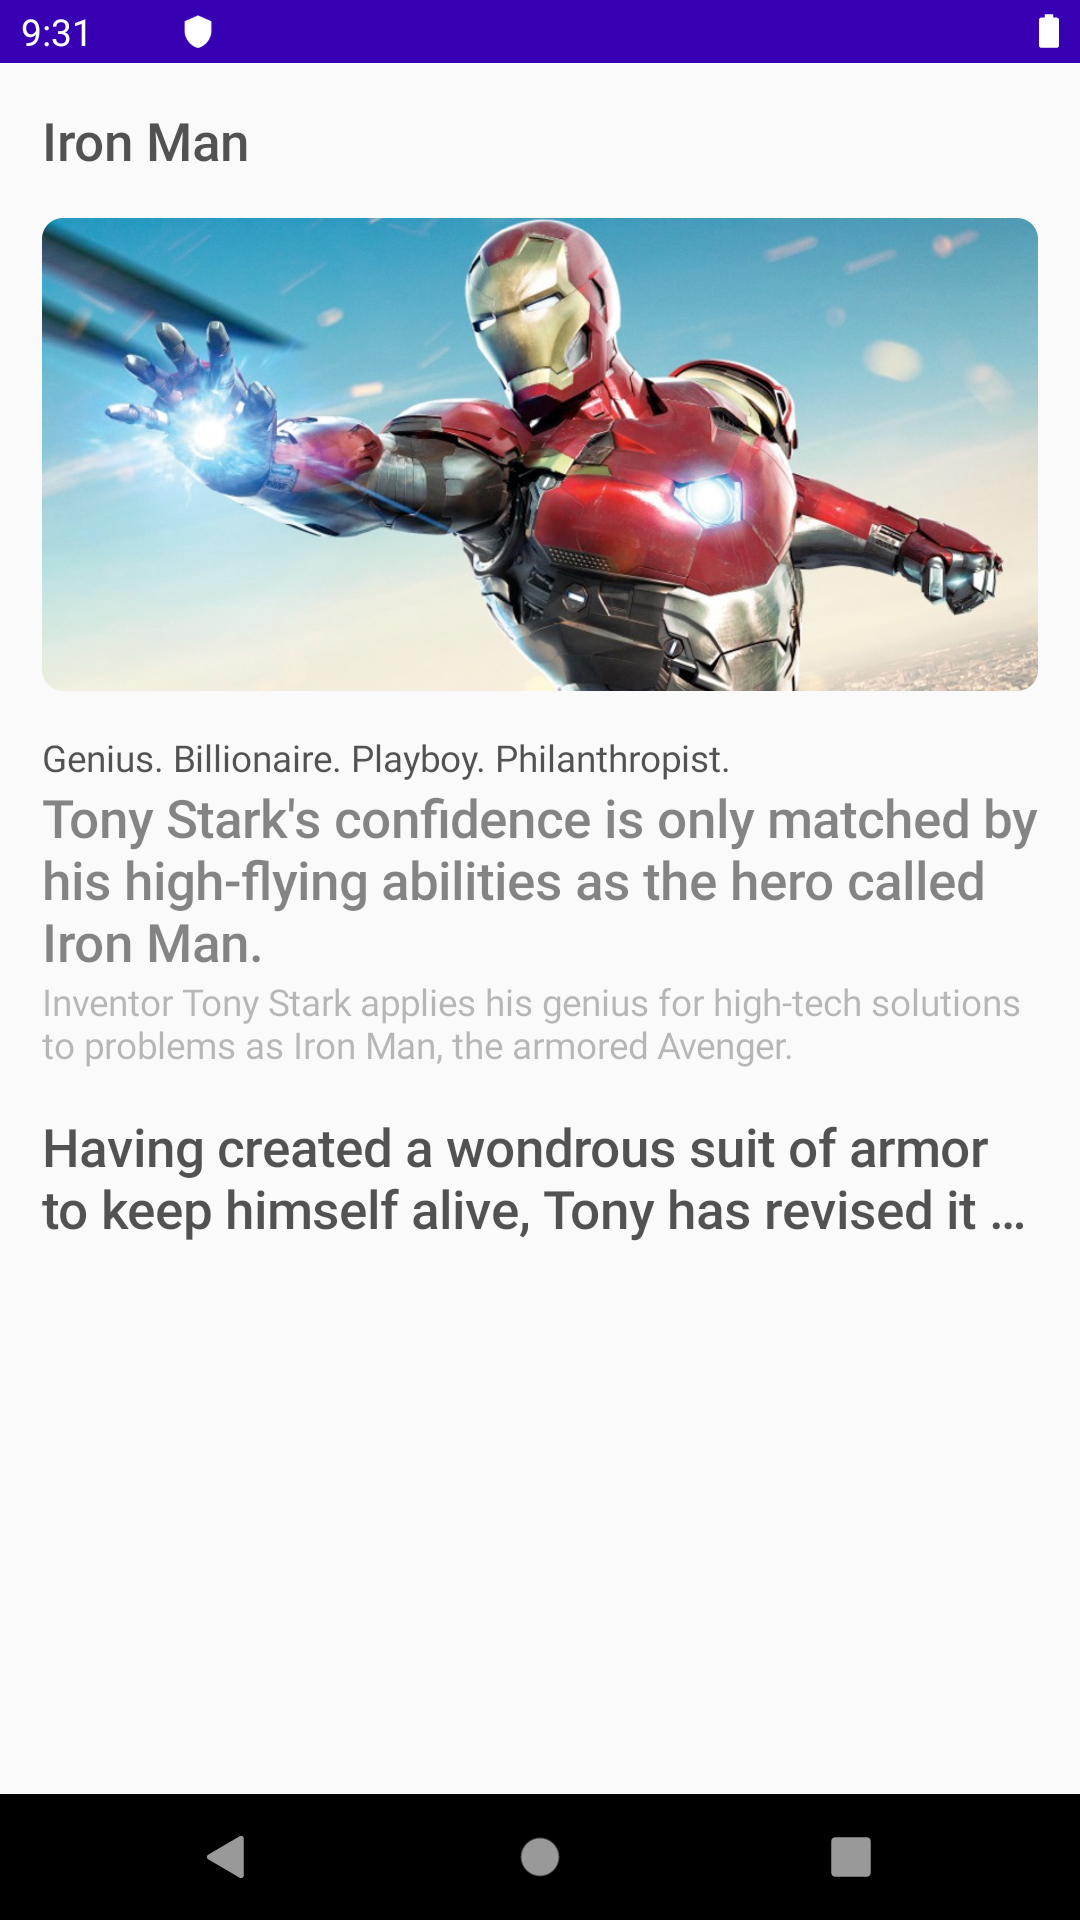 9:31
Iron Man
Genius. Billionaire. Playboy. Philanthropist.
Tony Stark's confidence is only matched by
his high-flying abilities as the hero called
Iron Man.
Inventor Tony Stark applies his genius for high-tech solutions
to problems as Iron Man, the armored Avenger.
Having created a wondrous suit of armor
to keep himself alive, Tony has revised it ...